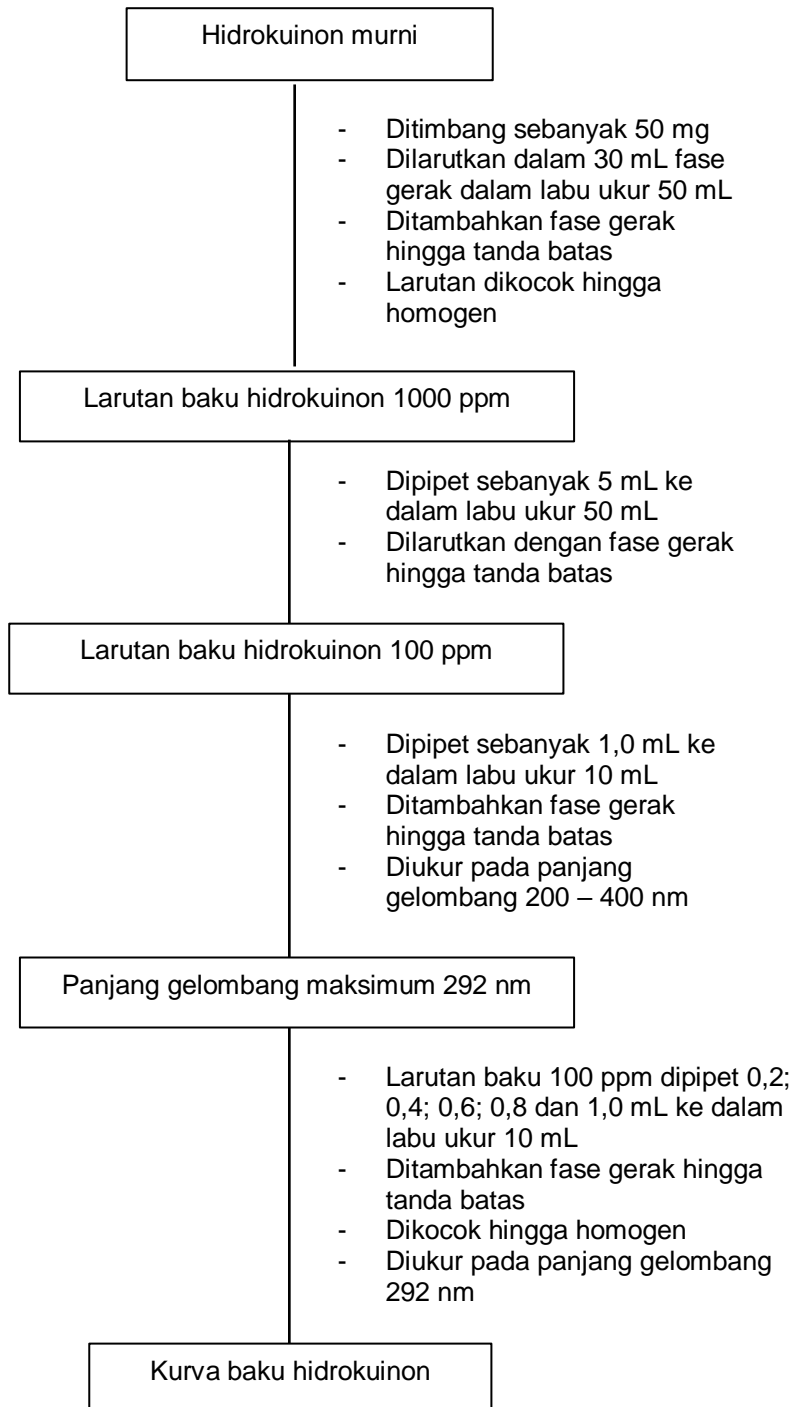 Hidrokuinon murni
- Ditimbang sebanyak 50 mg
- Dilarutkan dalam 30 mL fase
gerak dalam labu ukur 50 mL
- Ditambahkan fase gerak
hingga tanda batas
- Larutan dikocok hingga
homogen
Larutan baku hidrokuinon 1000 ppm
- Dipipet sebanyak 5 mL ke
dalam labu ukur 50 mL
- Dilarutkan dengan fase gerak
hingga tanda batas
Larutan baku hidrokuinon 100 ppm
- Dipipet sebanyak 1,0 mL ke
dalam labu ukur 10 mL
- Ditambahkan fase gerak
hingga tanda batas
- Diukur pada panjang
gelombang 200 – 400 nm
Panjang gelombang maksimum 292 nm
- Larutan baku 100 ppm dipipet 0,2;
0,4; 0,6; 0,8 dan 1,0 mL ke dalam
labu ukur 10 mL
- Ditambahkan fase gerak hingga
tanda batas
- Dikocok hingga homogen
- Diukur pada panjang gelombang
292 nm
Kurva baku hidrokuinon